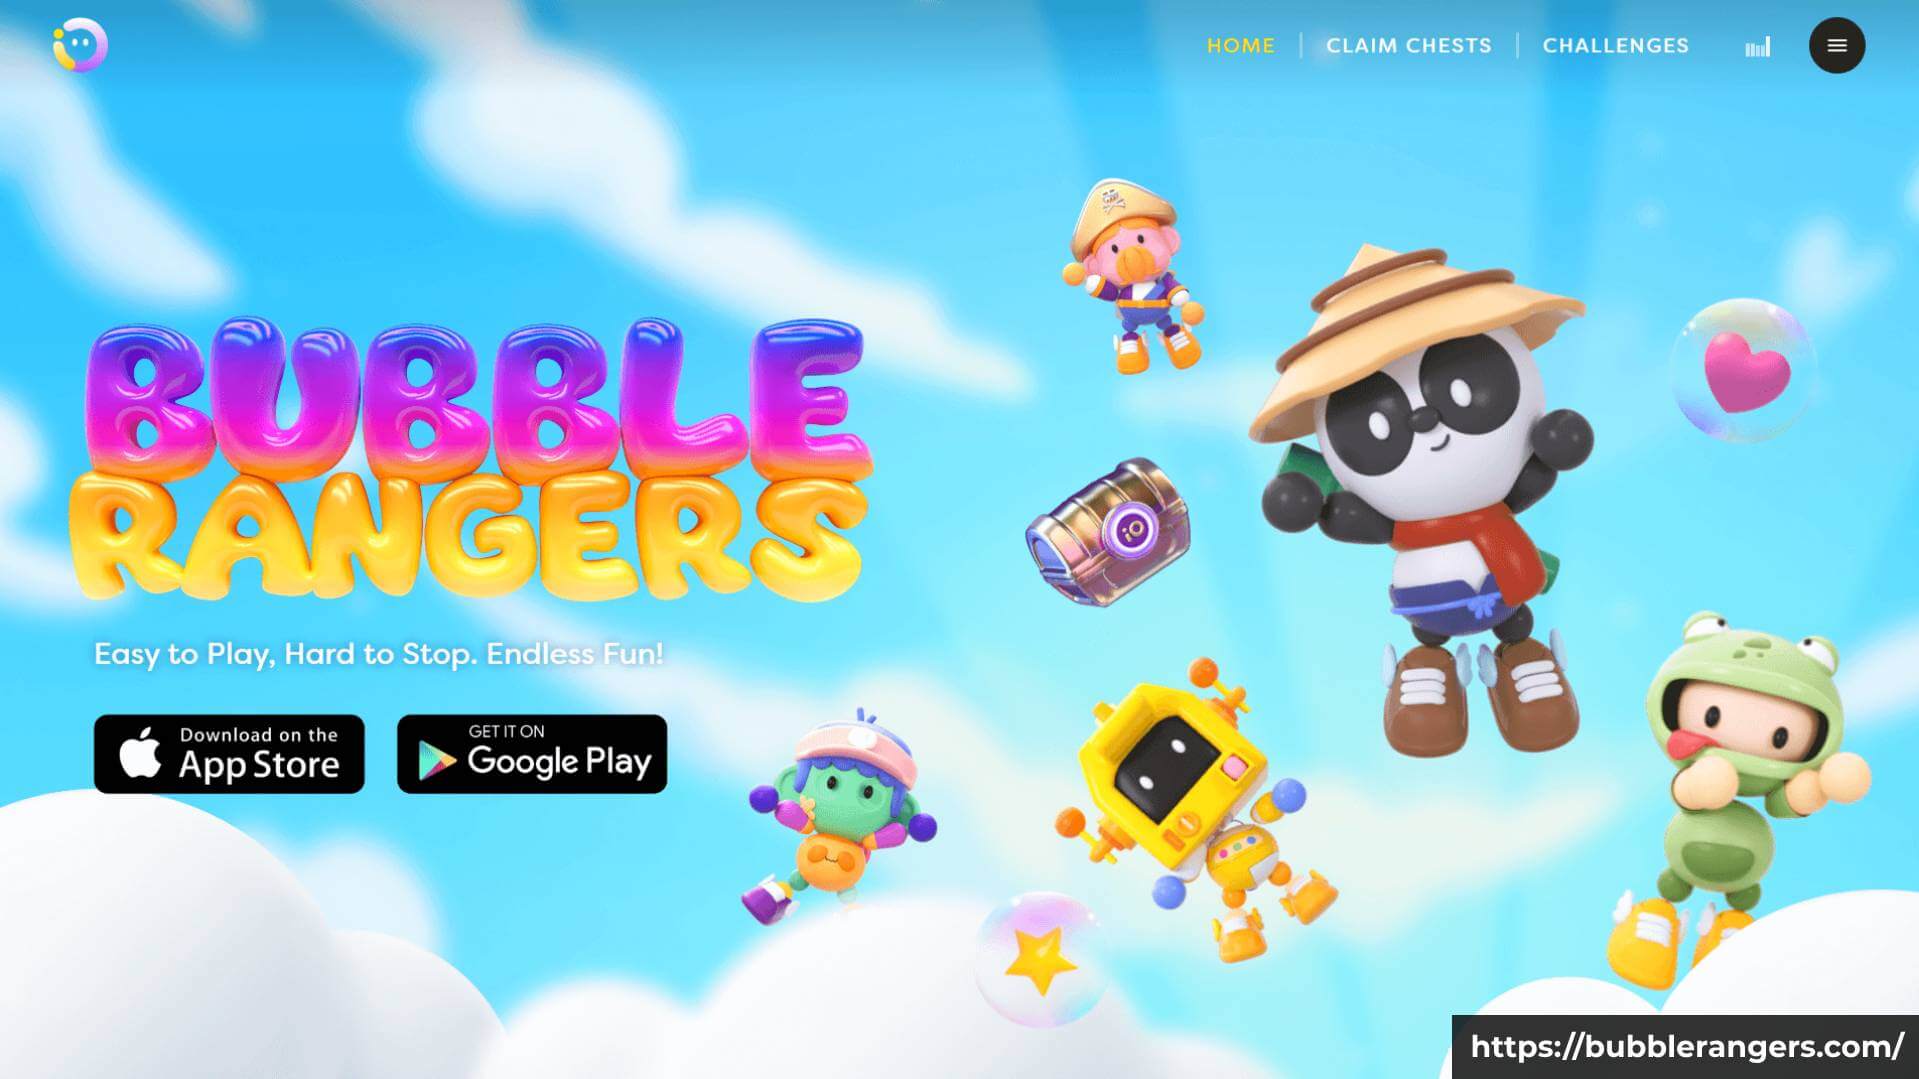 HOME
CLAIM CHESTS
CHALLENGES
BUBBLE
RANGERS
iO
Easy to Play, Hard to Stop. Endless Fun!
Download on the
App Store
GET IT ON
Google Play
https://bubblerangers.com/